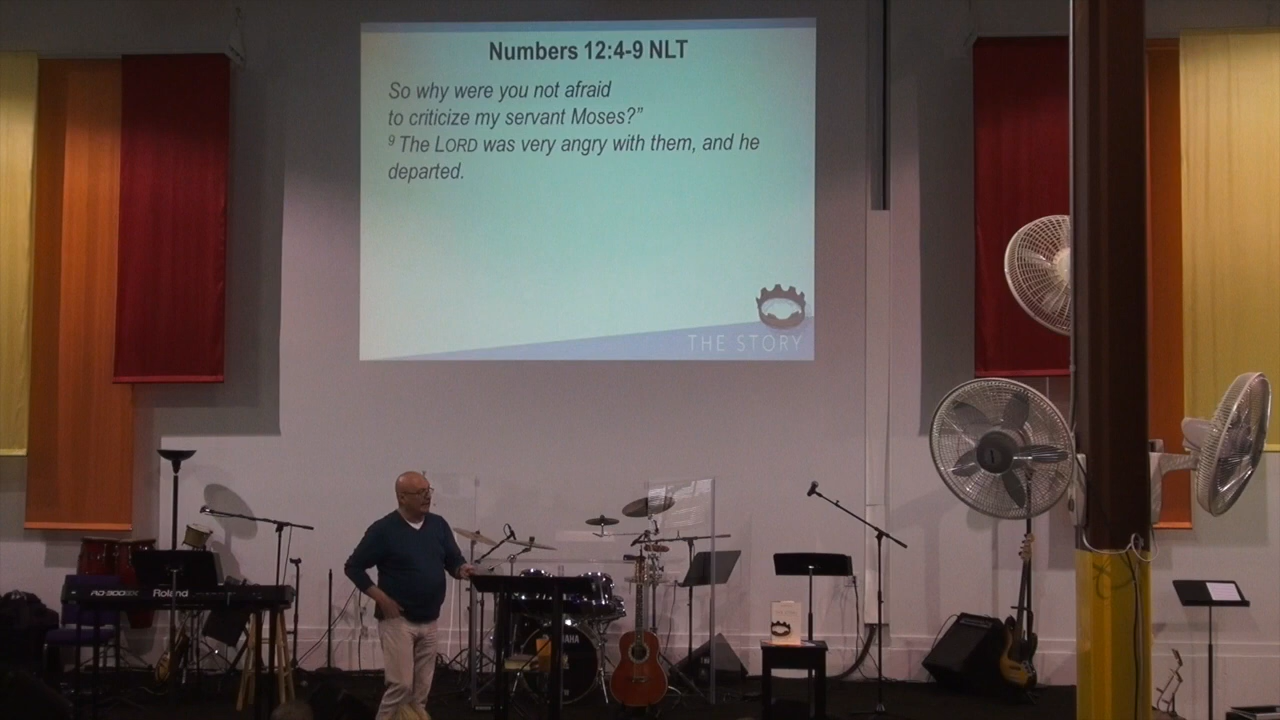 Numbers 12:4-9 NLT
So why were you not afraid
to criticize my servant Moses?”
9 The LORD was very angry with them, and he
departed.
THE STORY
Roland
YAMAHA